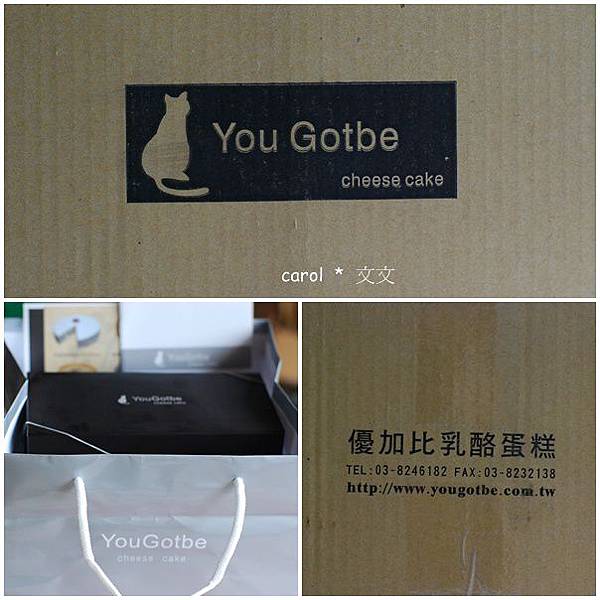 You Gotbe
cheese cake
carol * 文文
YouGotbe
YouGotbe
cheese cake
YouGotbe
cheese cake
優加比乳酪蛋糕
TEL:03-8246182 FAX:03-8232138
http://www.yougotbe.com.tw